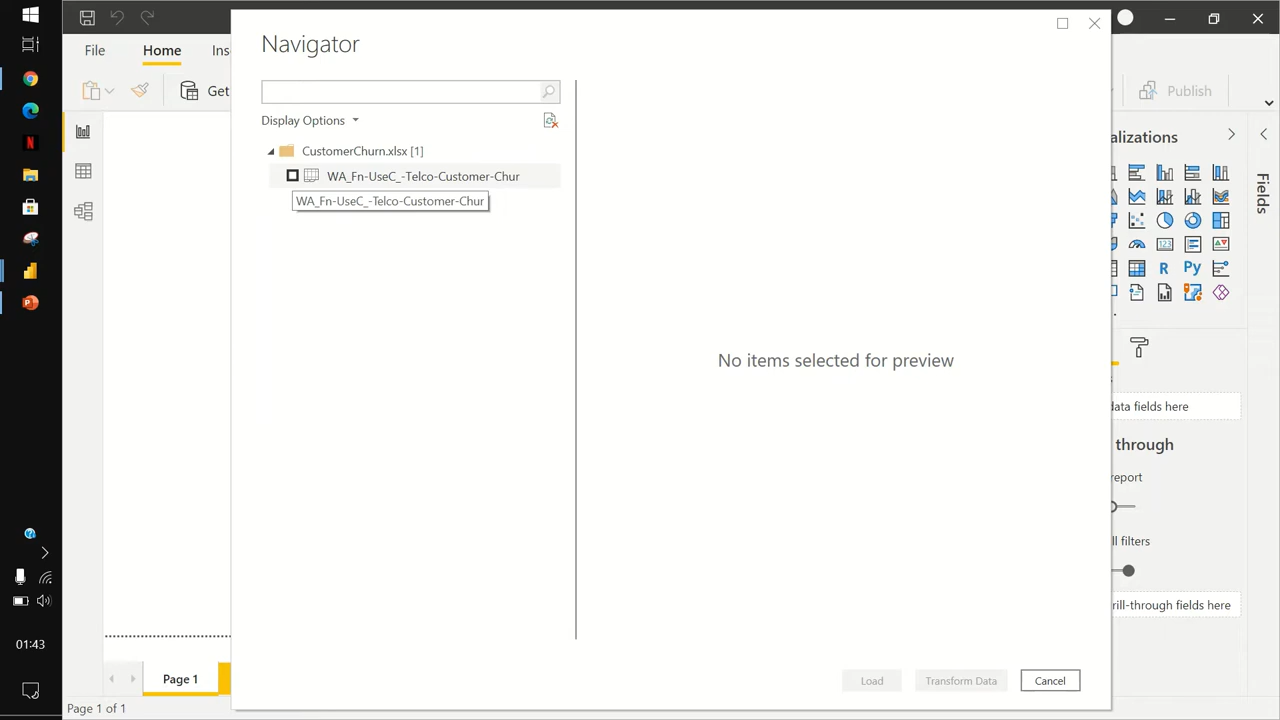 Navigator
File
Home
Ins
Get
Publish
Display Options
CustomerChurn.xlsx [1]
WA_Fn-UseC_-Telco-Customer-Chur
WA_Fn-UseC_-Telco-Customer-Chur
No items selected for preview
alizations
Fields
123
R
Py
data fields here
through
report
ll filters
rill-through fields here
01:43
Load
Transform Data
Cancel
Page 1
Page 1 of 1